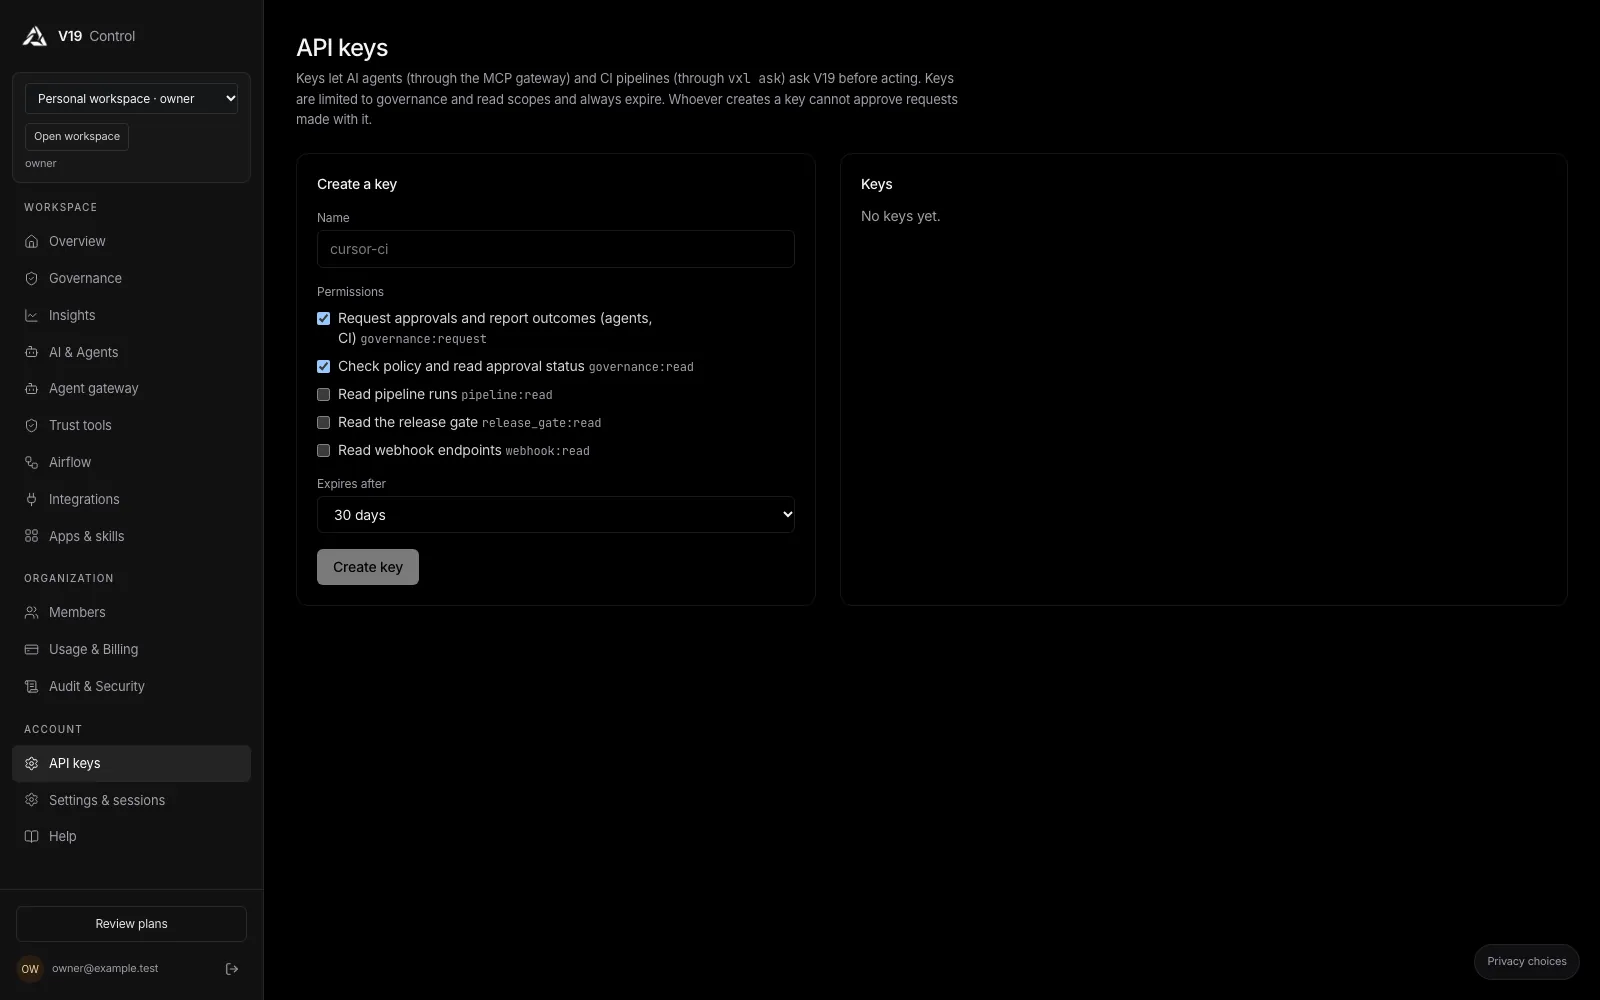 V19 Control
Personal workspace · owner
Open workspace
owner
WORKSPACE
Overview
Governance
Insights
AI & Agents
Agent gateway
Trust tools
Airflow
Integrations
Apps & skills
ORGANIZATION
Members
Usage & Billing
Audit & Security
ACCOUNT
API keys
Settings & sessions
Help
Review plans
OW owner@example.test
API keys
Keys let AI agents (through the MCP gateway) and CI pipelines (through vxl ask) ask V19 before acting. Keys
are limited to governance and read scopes and always expire. Whoever creates a key cannot approve requests
made with it.
Create a key
Name
cursor-ci
Permissions
Request approvals and report outcomes (agents,
CI) governance:request
Check policy and read approval status governance:read
Read pipeline runs pipeline:read
Read the release gate release_gate:read
Read webhook endpoints webhook:read
Expires after
30 days
Create key
Keys
No keys yet.
Privacy choices